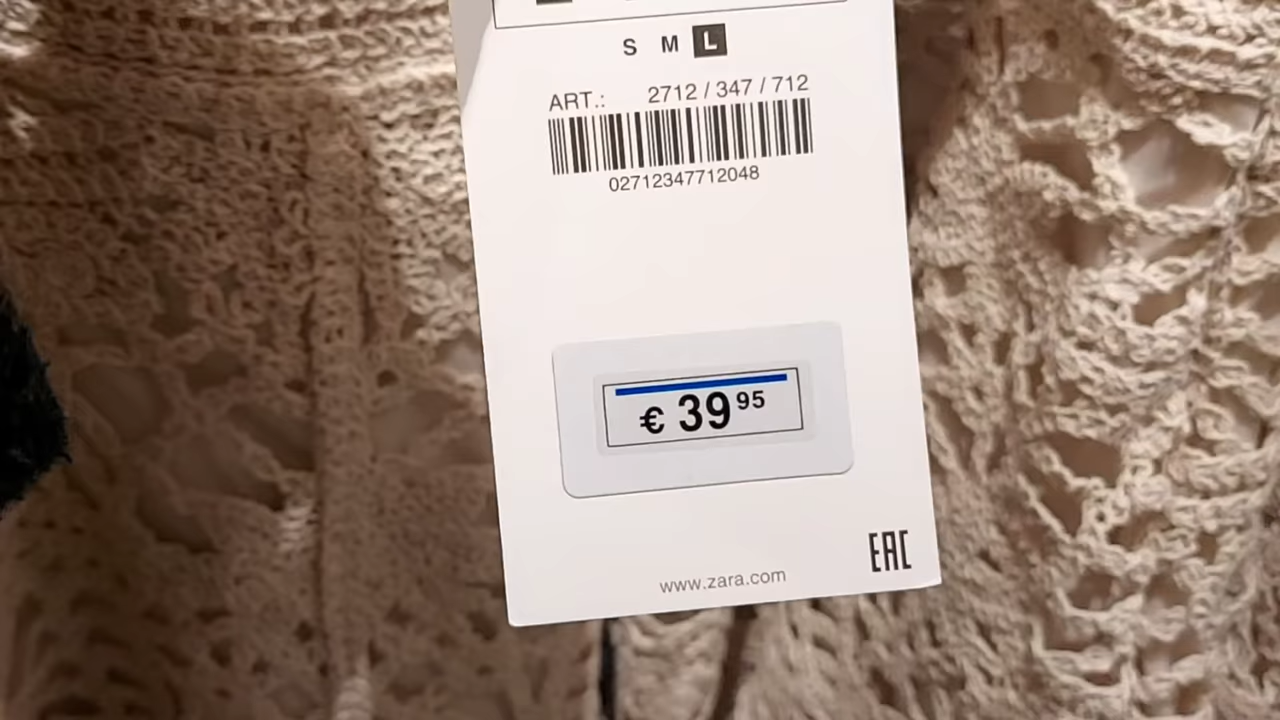 S M L
ART.: 2712 / 347 / 712
02712347712048
€ 39 95
www.zara.com
EAC